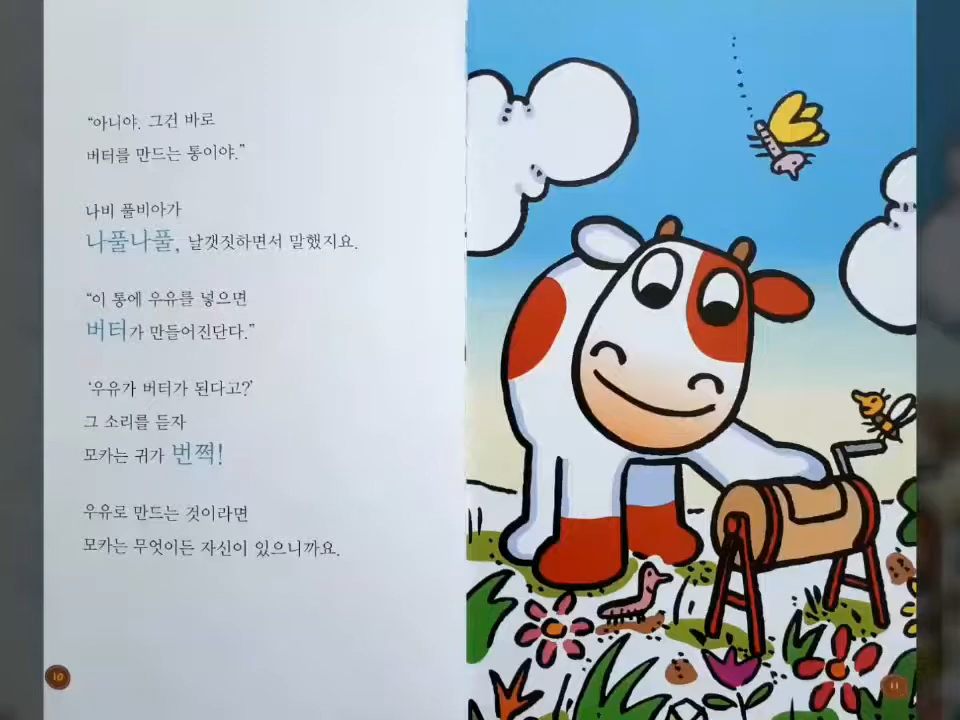 “아니야. 그건 바로
버터를 만드는 통이야.”
나비 풀비아가
나풀나풀, 날갯짓하면서 말했지요.
“이 통에 우유를 넣으면
버터가 만들어진단다.”
‘우유가 버터가 된다고?’
그 소리를 듣자
모카는 귀가 번쩍!
우유로 만드는 것이라면
모카는 무엇이든 자신이 있으니까요.
10
11